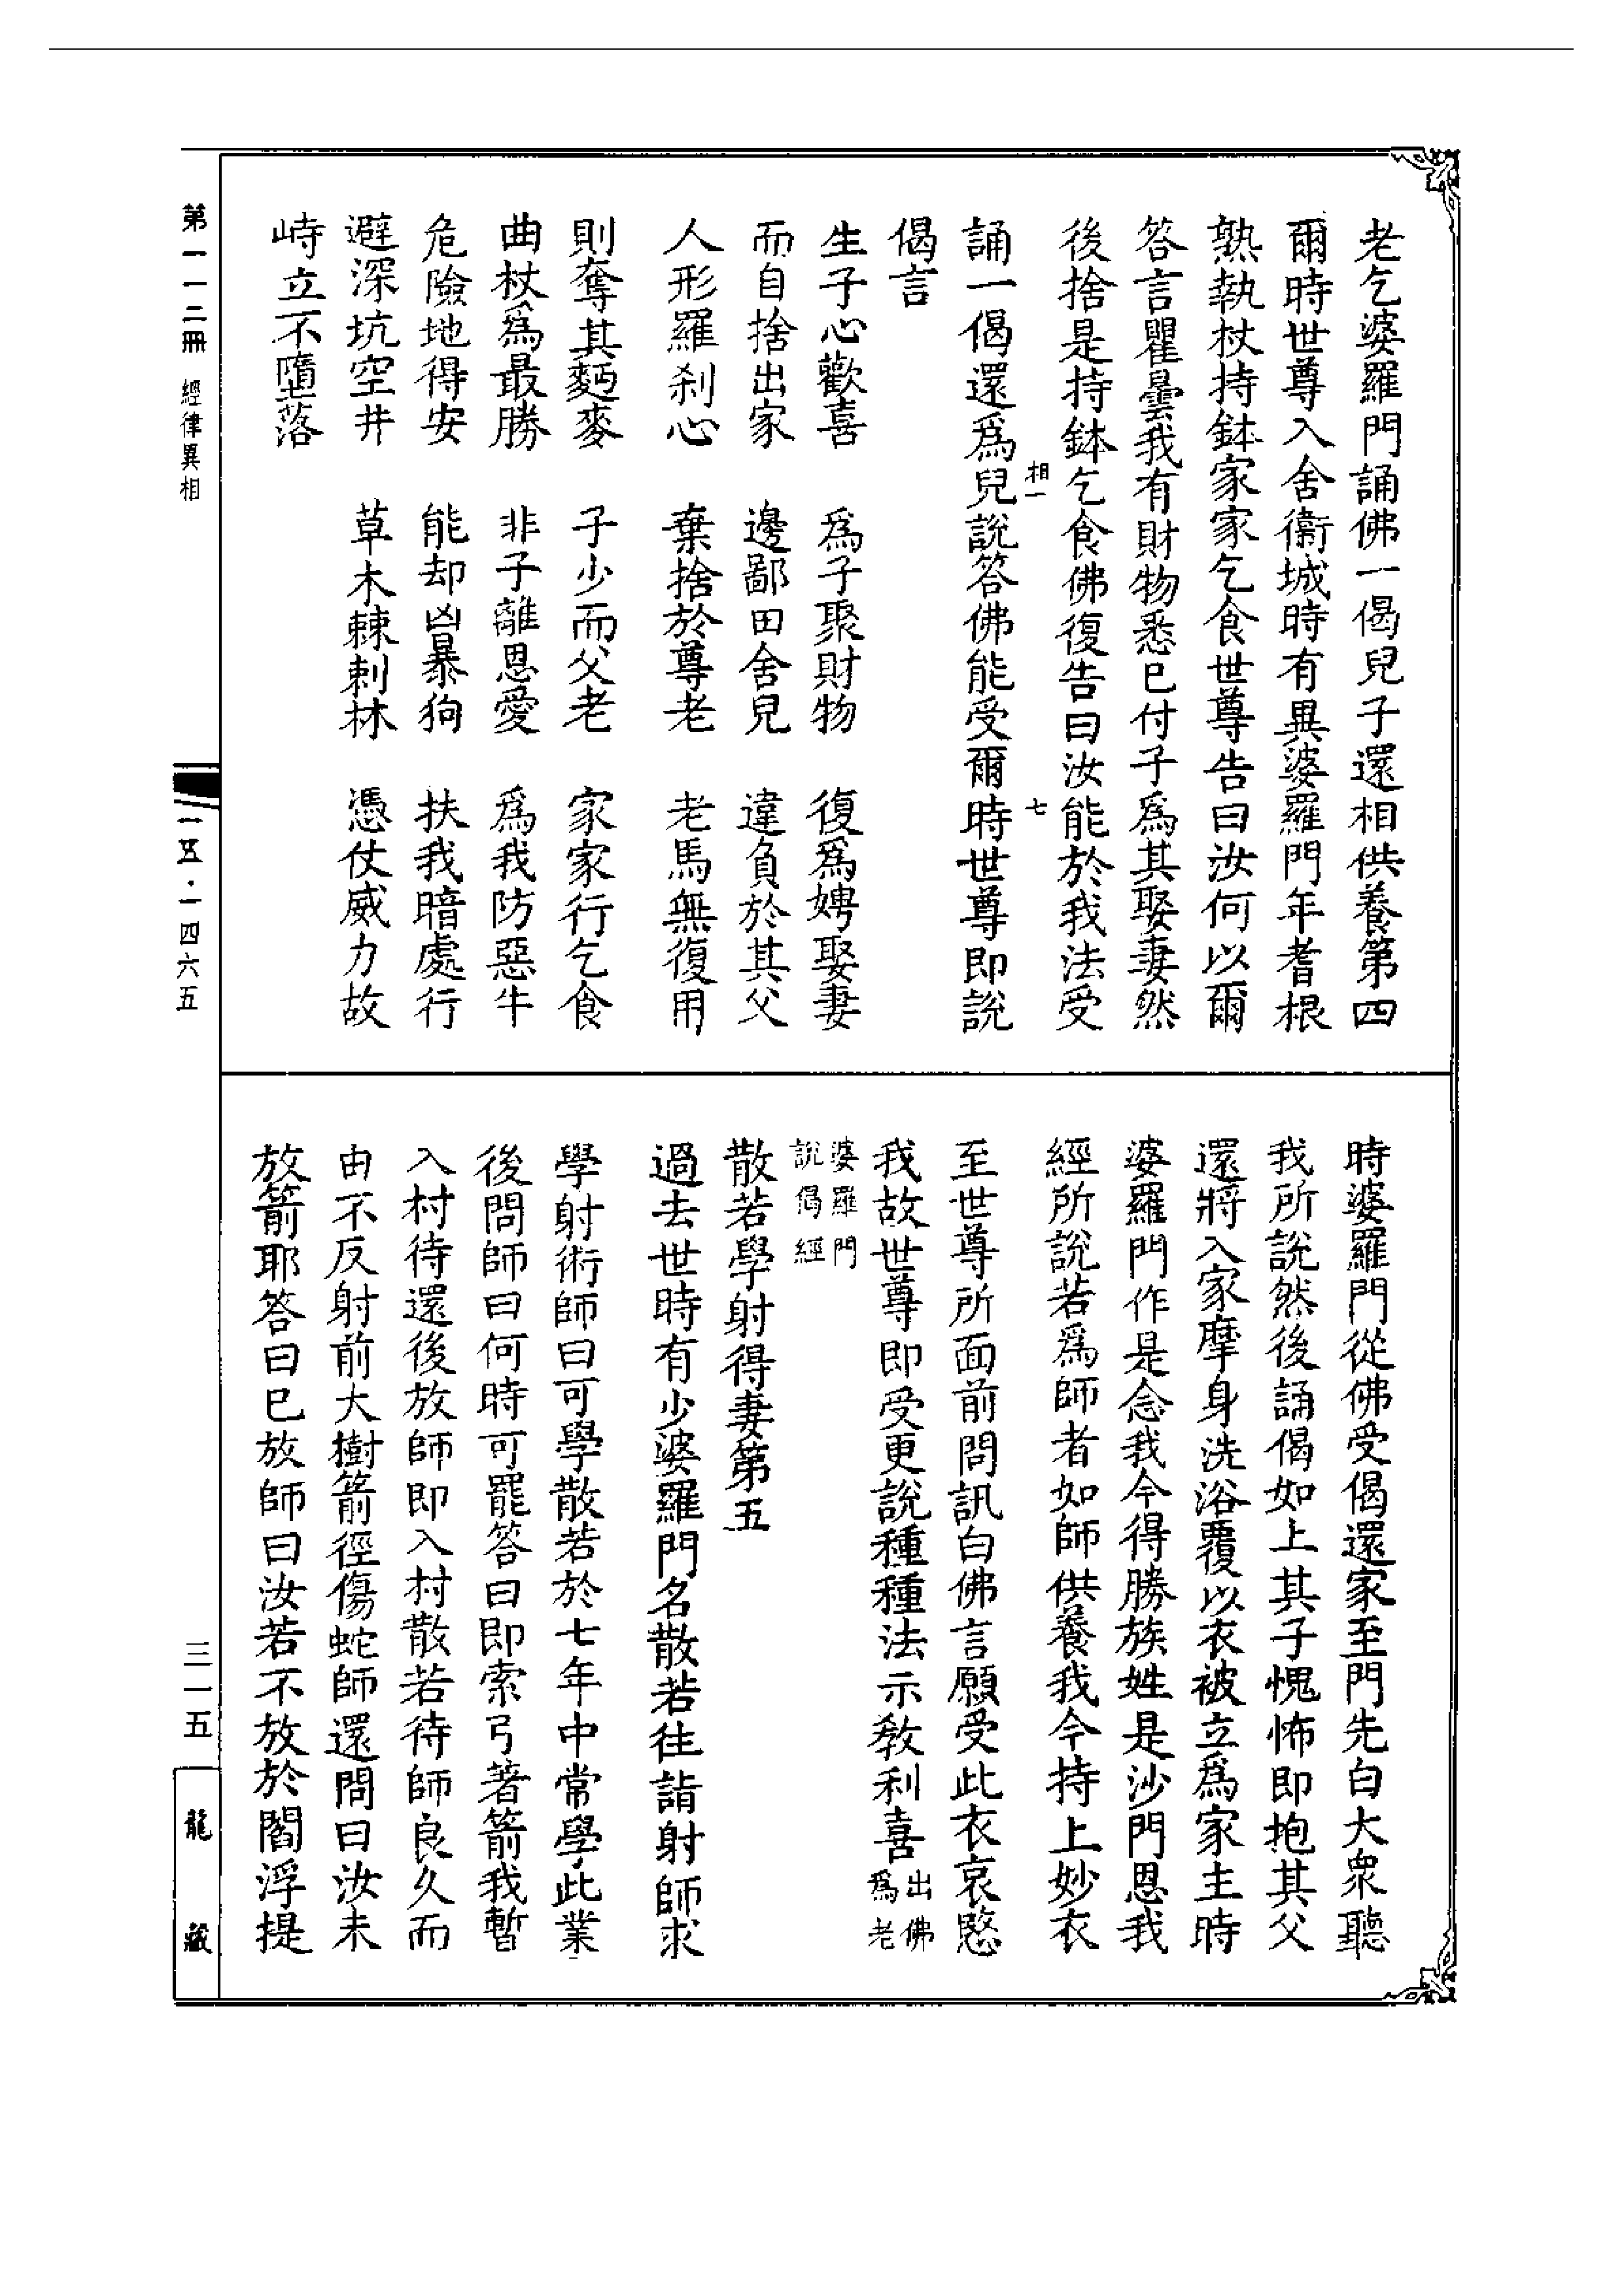 老乞婆羅門誦佛一偈兒子還相供養第四
爾時世尊入舍衛城時有異婆羅門年耆根
熟執杖持鉢家家乞食世尊告曰汝何以爾
答言瞿曇我有財物悉已付子爲其娶妻然
後捨是持鉢乞食佛復告曰汝能於我法受
相一 七
誦一偈還爲兒說答佛能受爾時世尊即說
偈言
生子心歡喜 爲子聚財物 復爲娉娶妻
而自捨出家 邊鄙田舍兒 違負於其父
人形羅刹心 棄捨於尊老 老馬無復用
則奪其麪麥 子少而父老 家家行乞食
曲杖爲最勝 非子離恩愛 爲我防惡牛
危險地得安 能却凶暴狗 扶我暗處行
避深坑空井 草木棘刺林 憑仗威力故
峙立不墮落
時婆羅門從佛受偈還家至門先白大衆聽
我所說然後誦偈如上其子愧怖即抱其父
還將入家摩身洗浴覆以衣被立爲家主時
婆羅門作是念我今得勝族姓是沙門恩我
經所說若爲師者如師供養我今持上妙衣
至世尊所面前問訊白佛言願受此衣哀愍
我故世尊即受更說種種法示教利喜出佛爲老
婆羅門說偈經
散若學射得妻第五
過去世時有少婆羅門名散若往詣射師求
學射術師曰可學散若於七年中常學此業
後問師曰何時可罷答曰即索弓著箭我暫
入村待還後放師即入村散若待師良久而
由不反射前大樹箭徑傷蛇師還問曰汝未
放箭耶答曰已放師曰汝若不放於閻浮提
第一一二冊 經律異相
一五·一四六五
三一五
龍藏